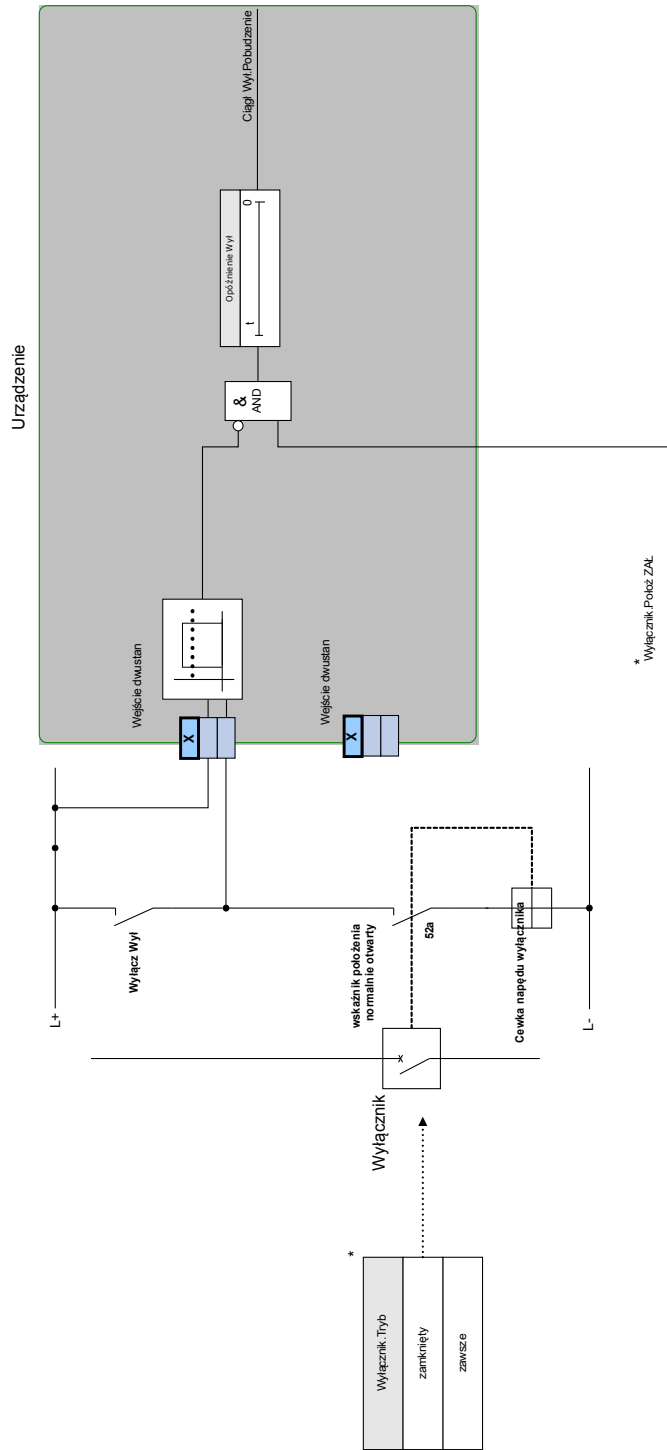 Urządzenie
Ciągł Wył.Pobudzenie
Opóźnienie Wył
t
0
&
AND
Wejście dwustan
X
Wejście dwustan
X
* Wyłącznik.Położ ZAŁ
L+
Wyłącz Wył
wskaźnik położenia
normalnie otwarty
52a
Cewka napędu wyłącznika
L-
Wyłącznik
*
Wyłącznik.Tryb
zamknięty
zawsze